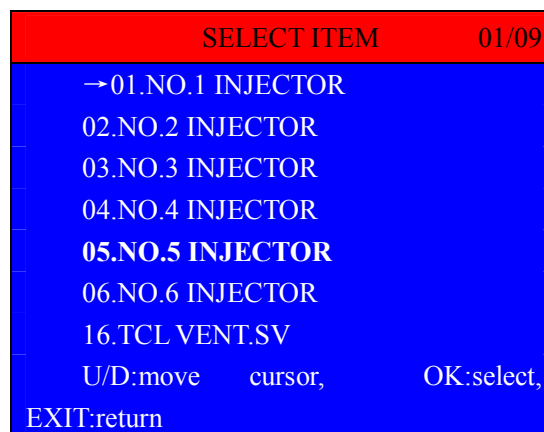 SELECT ITEM 01/09
→01.NO.1 INJECTOR
02.NO.2 INJECTOR
03.NO.3 INJECTOR
04.NO.4 INJECTOR
05.NO.5 INJECTOR
06.NO.6 INJECTOR
16.TCL VENT.SV
U/D:move cursor, OK:select,
EXIT:return